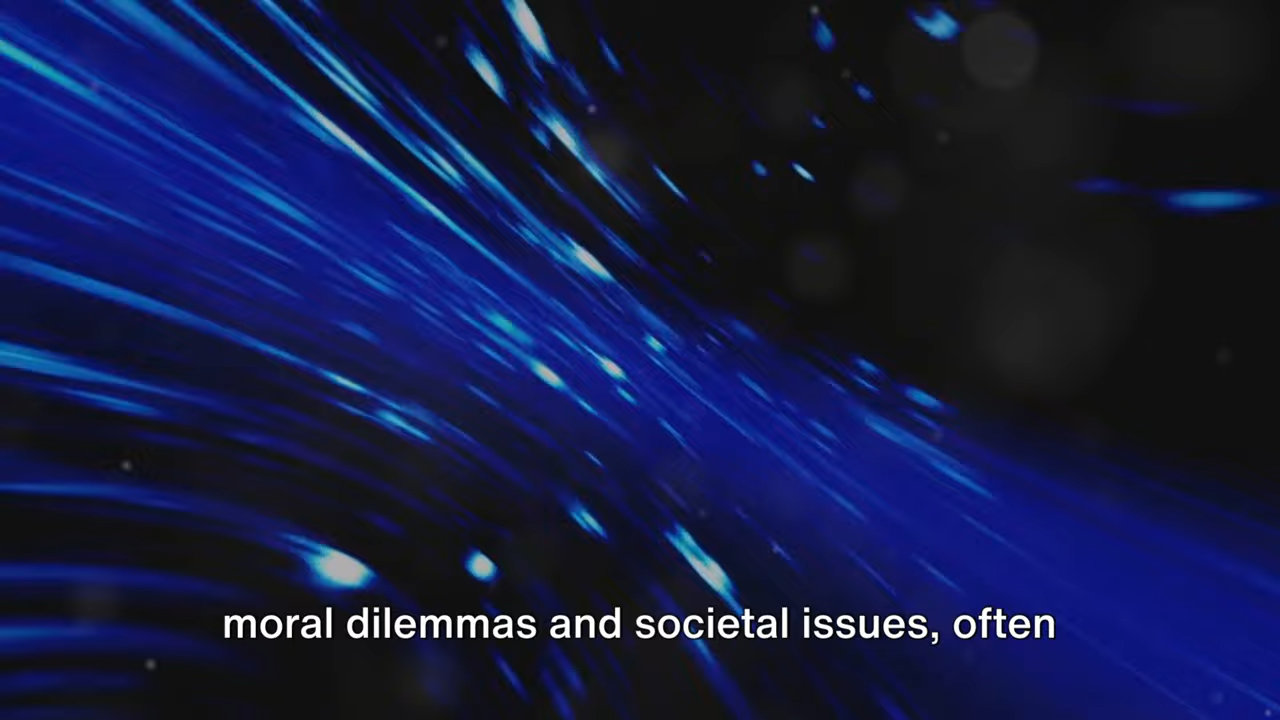 moral dilemmas and societal issues, often